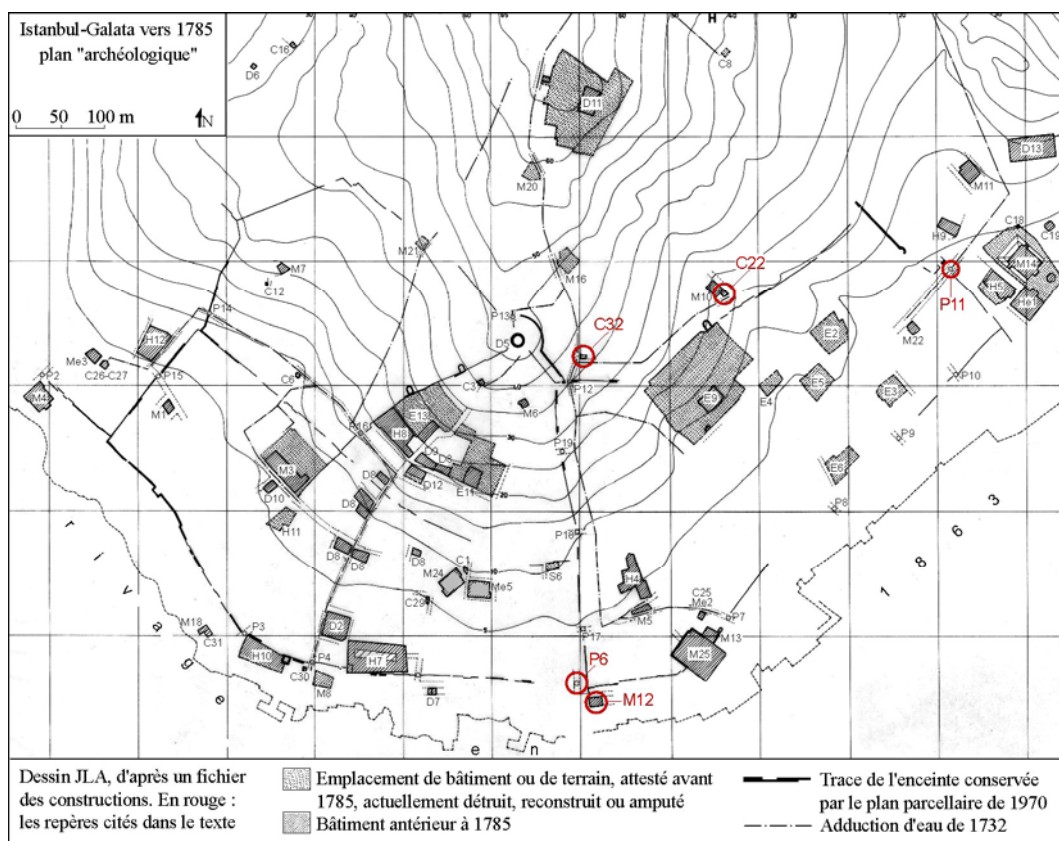 Istanbul-Galata vers 1785
plan "archéologique"
0 50 100 m N
C16
D6
H
C8
D11
D13
M20
M11
M21
H9
C18
C19
M16
M14
M7
C12
M10
C22
P11
H5
He1
P14
P13
D5
C32
E2
M22
H12
Me3
C26-C27
P2
M4
P15
M1
C6
C3
M6
P12
E9
E4
E5
E3
P10
E13
H8
P16
D9
D8
D12
E11
P19
P9
M3
D10
H11
D8
D8
E6
P8
P18
D8
D8
D8
C1
M24
Me5
S6
H4
C29
M5
C25
Me2
P7
M13
M25
M18
C31
P3
D2
P17
H10
P4
H7
C30
M8
D7
P6
M12
r i v a g e
e n
1 8 6 3
Dessin JLA, d'après un fichier
des constructions. En rouge :
les repères cités dans le texte
Emplacement de bâtiment ou de terrain, attesté avant
1785, actuellement détruit, reconstruit ou amputé
Bâtiment antérieur à 1785
Trace de l'enceinte conservée
par le plan parcellaire de 1970
Adduction d'eau de 1732